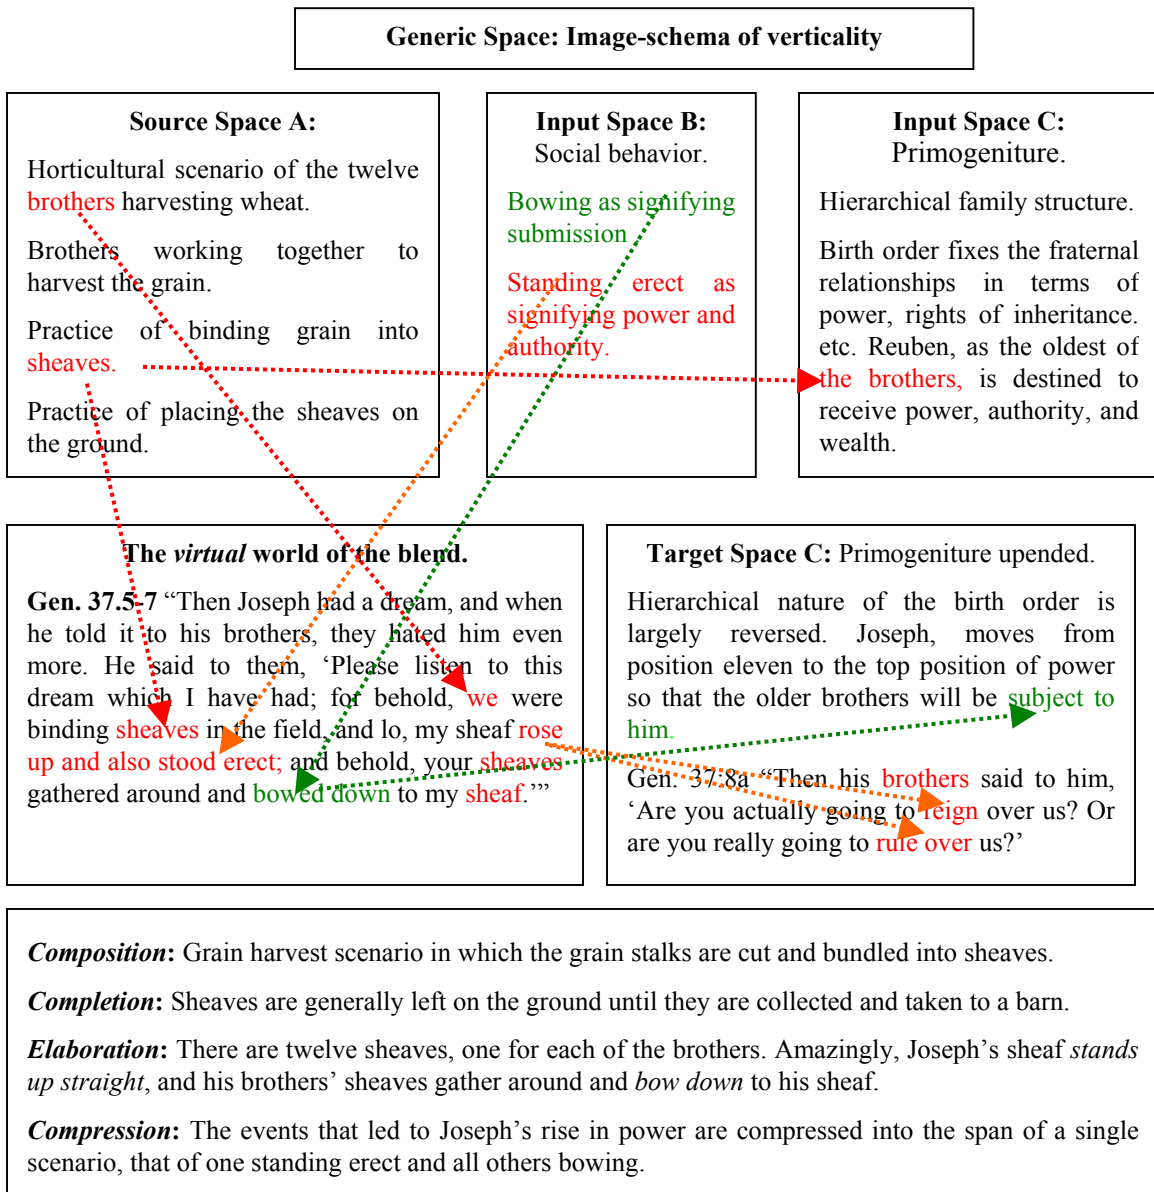 Generic Space: Image-schema of verticality
Source Space A:
Horticultural scenario of the twelve
brothers harvesting wheat.
Brothers working together to
harvest the grain.
Practice of binding grain into
sheaves.
Practice of placing the sheaves on
the ground.
Input Space B:
Social behavior.
Bowing as signifying
submission
Standing erect as
signifying power and
authority.
Input Space C:
Primogeniture.
Hierarchical family structure.
Birth order fixes the fraternal
relationships in terms of
power, rights of inheritance.
etc. Reuben, as the oldest of
the brothers, is destined to
receive power, authority, and
wealth.
The virtual world of the blend.
Gen. 37.5-7 “Then Joseph had a dream, and when
he told it to his brothers, they hated him even
more. He said to them, ‘Please listen to this
dream which I have had; for behold, we were
binding sheaves in the field, and lo, my sheaf rose
up and also stood erect; and behold, your sheaves
gathered around and bowed down to my sheaf.’”
Target Space C: Primogeniture upended.
Hierarchical nature of the birth order is
largely reversed. Joseph, moves from
position eleven to the top position of power
so that the older brothers will be subject to
him.
Gen. 37:8a “Then his brothers said to him,
‘Are you actually going to reign over us? Or
are you really going to rule over us?’
Composition: Grain harvest scenario in which the grain stalks are cut and bundled into sheaves.
Completion: Sheaves are generally left on the ground until they are collected and taken to a barn.
Elaboration: There are twelve sheaves, one for each of the brothers. Amazingly, Joseph’s sheaf stands
up straight, and his brothers’ sheaves gather around and bow down to his sheaf.
Compression: The events that led to Joseph’s rise in power are compressed into the span of a single
scenario, that of one standing erect and all others bowing.